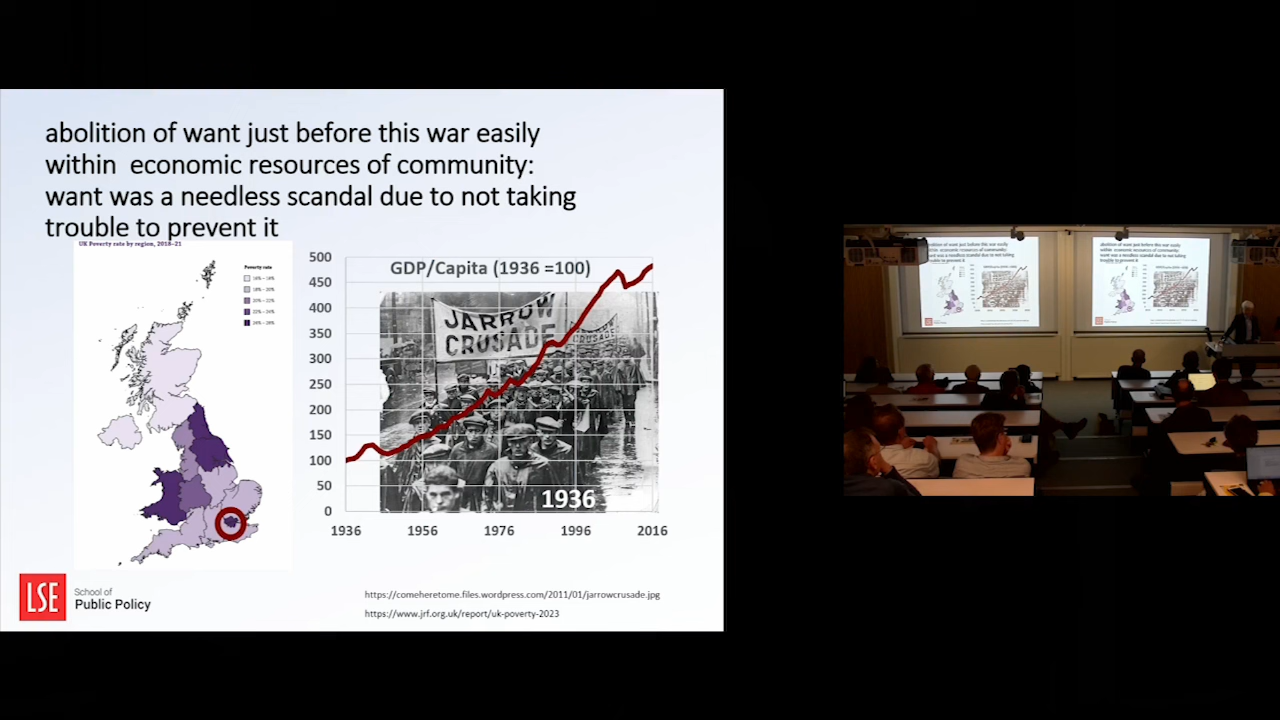 abolition of want just before this war easily
within economic resources of community:
want was a needless scandal due to not taking
trouble to prevent it
UK Poverty rate by region, 2018–21
Poverty rate
GDP/Capita (1936 =100)
500
450
400
350
300
250
200
150
100
50
0
1936
1956
1976
1996
2016
JARROW
CRUSADE
CRUSADE
1936
LSE
School of
Public Policy
https://comeheretome.files.wordpress.com/2011/01/jarrowcrusade.jpg
https://www.jrf.org.uk/report/uk-poverty-2023